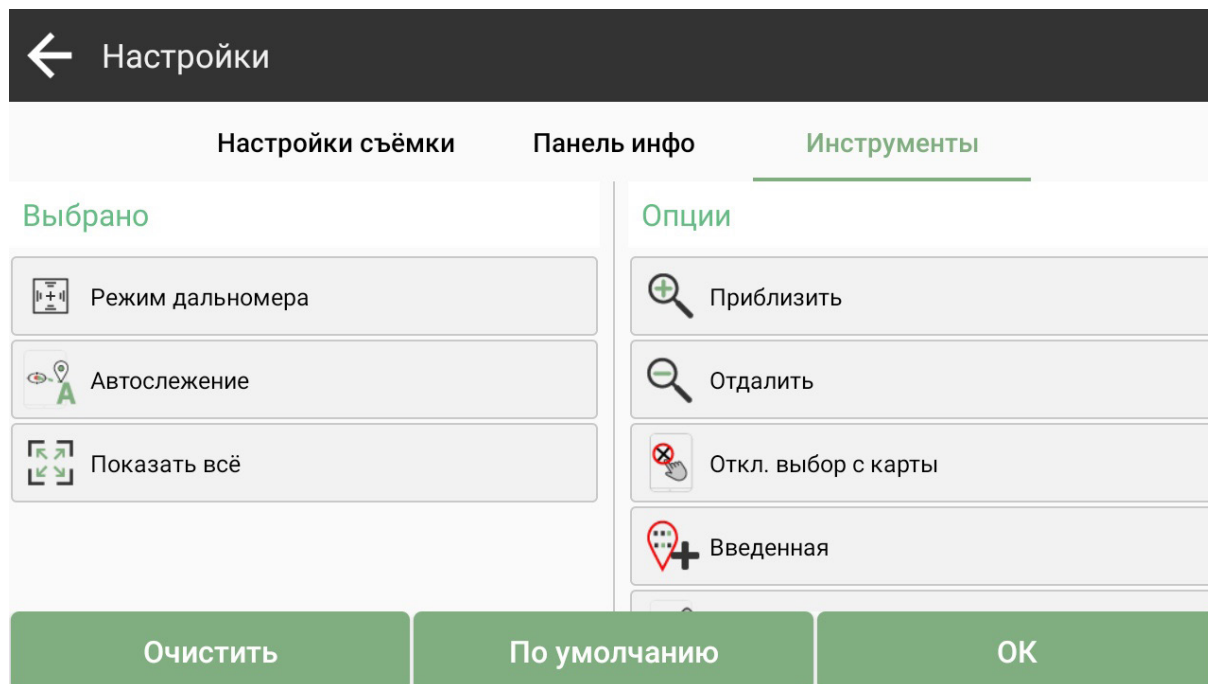 Настройки
Настройки съёмки Панель инфо Инструменты
Выбрано
Режим дальномера
A Автослежение
Показать всё
Опции
Приблизить
Отдалить
Откл. выбор с карты
Введенная
Очистить По умолчанию ОК